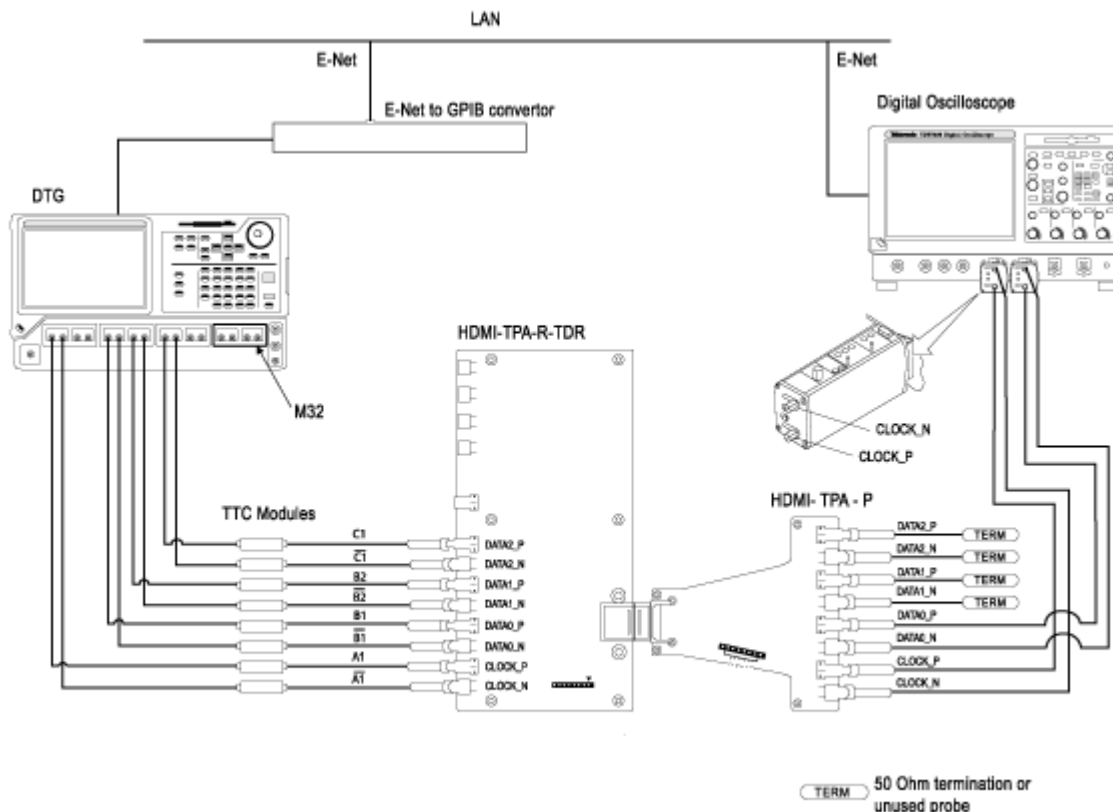 LAN
E-Net
E-Net
E-Net to GPIB convertor
Digital Oscilloscope
DTG
HDMI-TPA-R-TDR
M32
CLOCK_N
CLOCK_P
HDMI- TPA - P
TTC Modules
C1
C1
B2
B2
B1
B1
A1
A1
DATA2_P
DATA2_N
DATA1_P
DATA1_N
DATA0_P
DATA0_N
CLOCK_P
CLOCK_N
DATA2_P
TERM
DATA2_N
TERM
DATA1_P
TERM
DATA1_N
TERM
DATA0_P
DATA0_N
CLOCK_P
CLOCK_N
TERM
50 Ohm termination or
unused probe